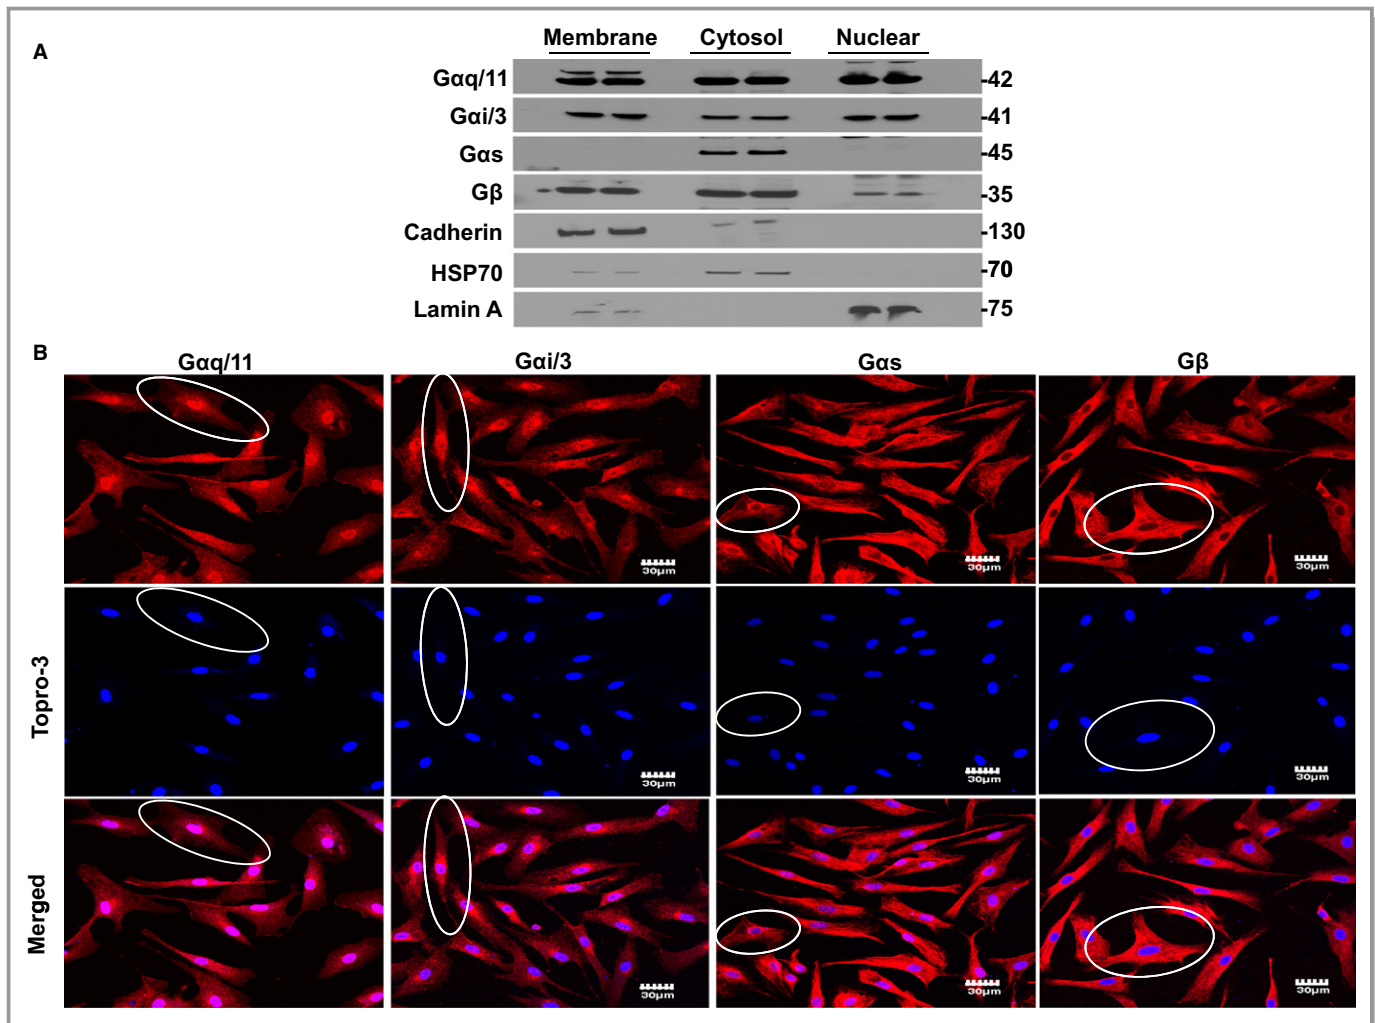 A
Membrane Cytosol Nuclear
Gαq/11 -42
Gαi/3 -41
Gαs -45
Gβ -35
Cadherin -130
HSP70 -70
Lamin A -75
B
Gαq/11 Gαi/3 Gαs Gβ
30μm 30μm 30μm
Topro-3
30μm 30μm 30μm
Merged
30μm 30μm 30μm